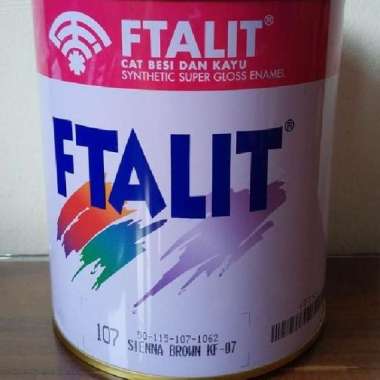 FTALIT®
CAT BESI DAN KAYU
SYNTHETIC SUPER GLOSS ENAMEL
FTALIT®
107
SIENNA BROWN KF-07